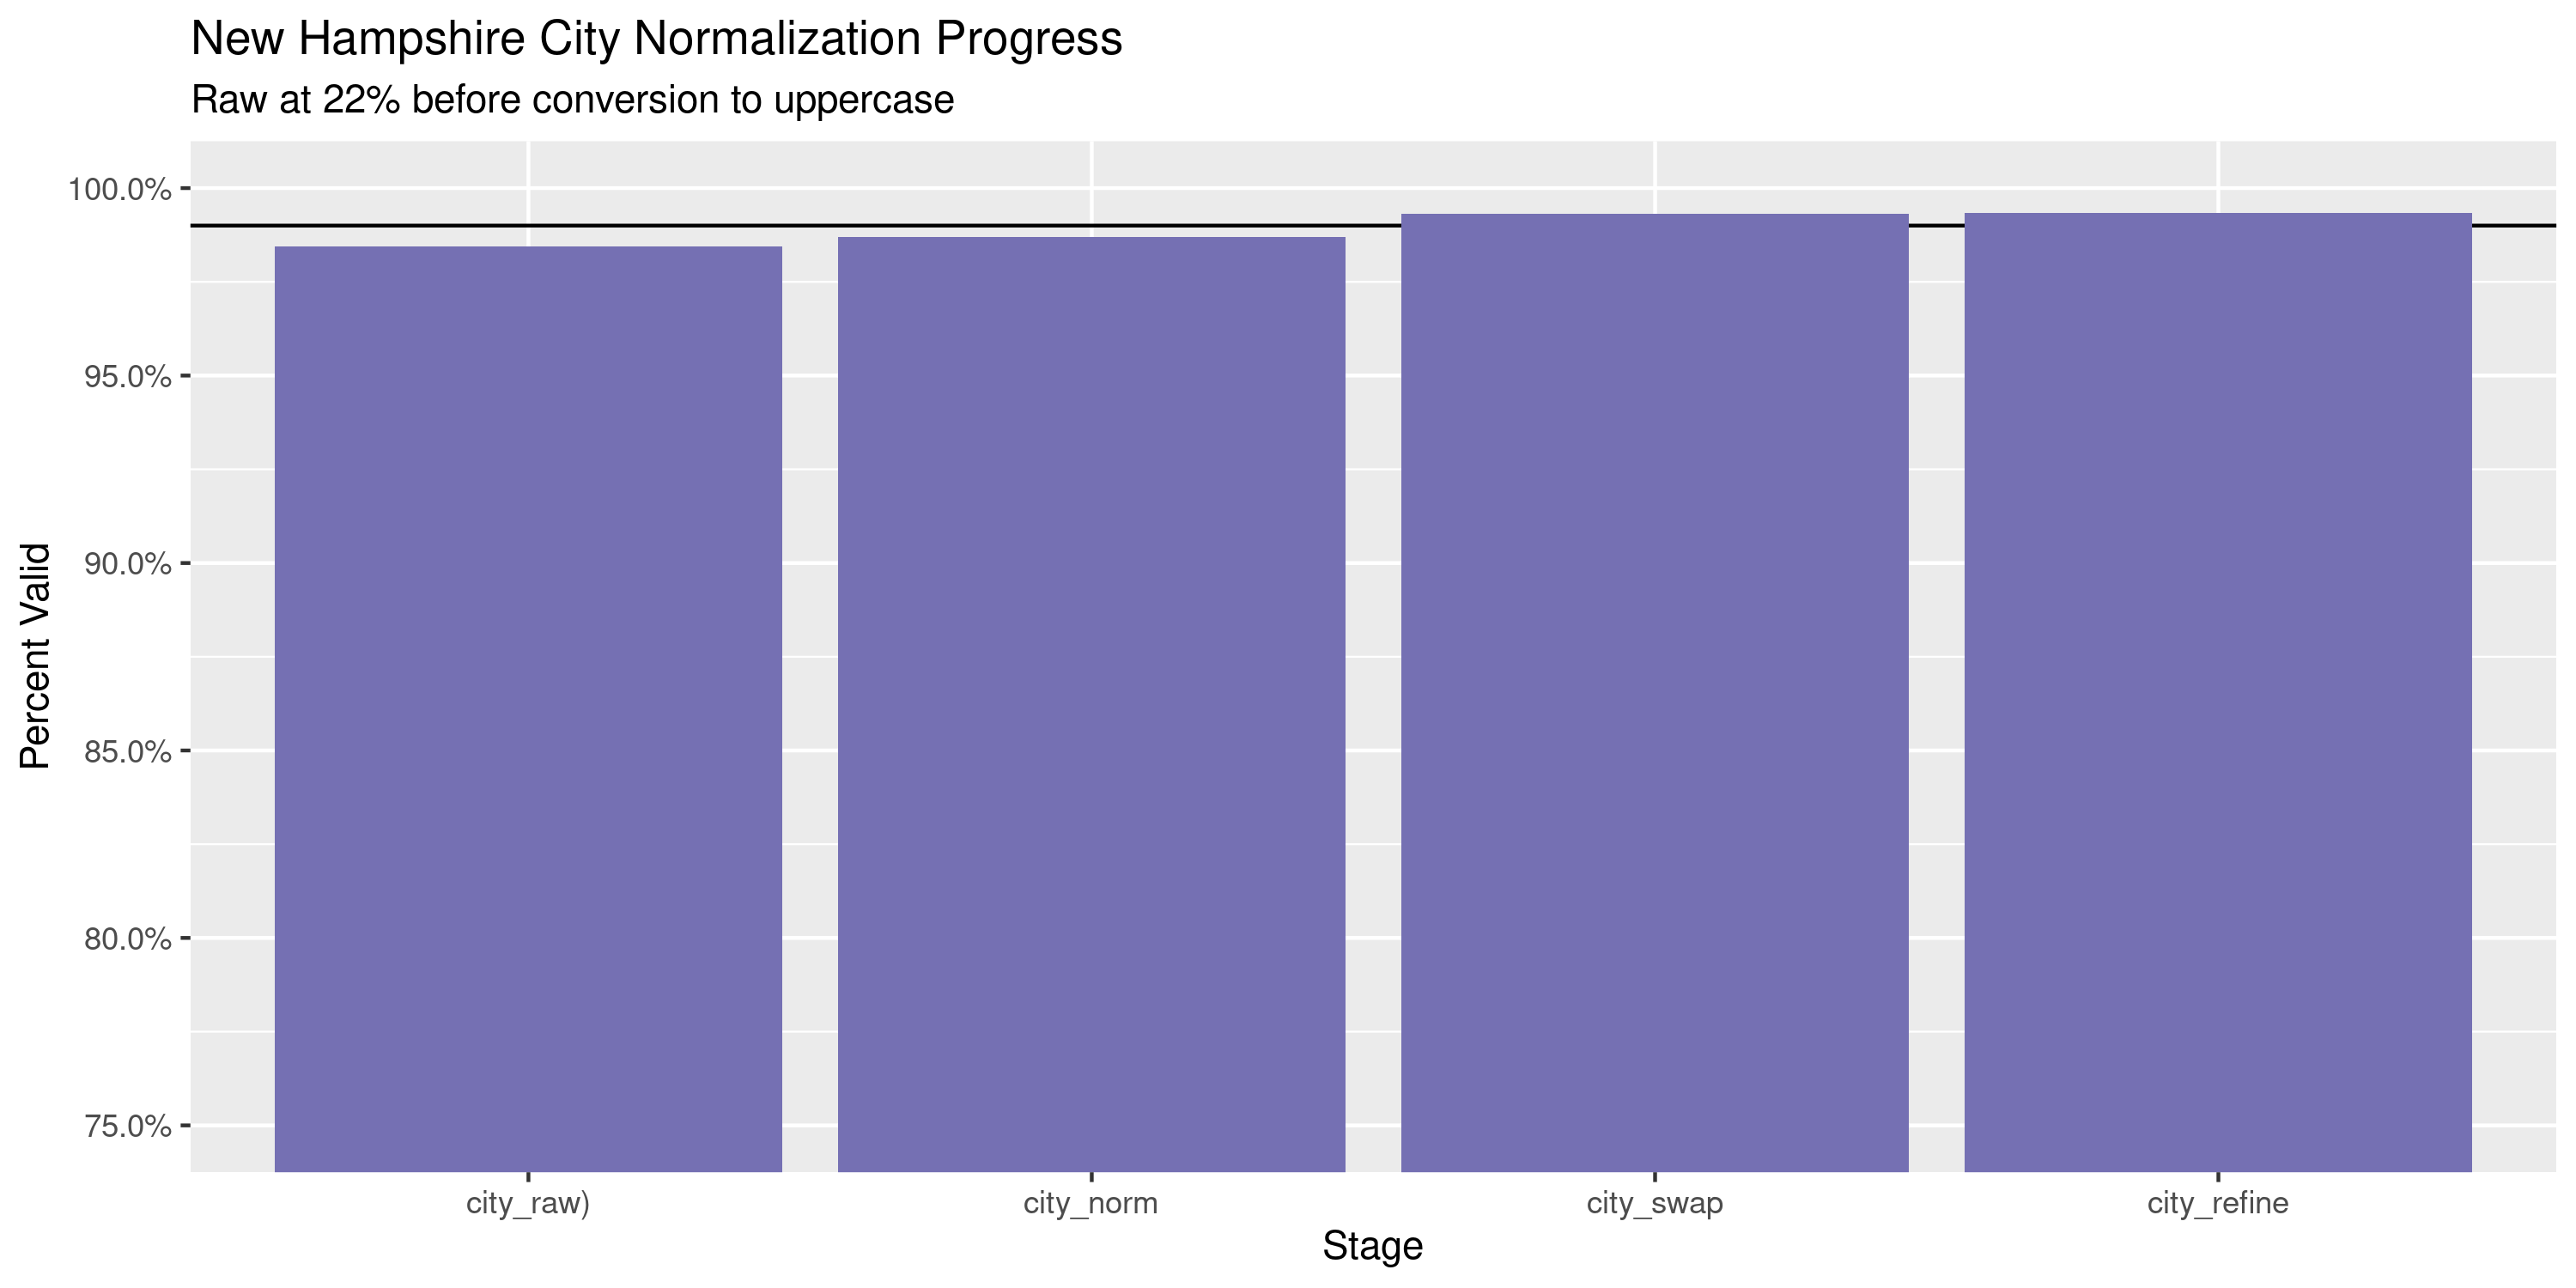 New Hampshire City Normalization Progress
Raw at 22% before conversion to uppercase
100.0%
95.0%
90.0%
85.0%
80.0%
75.0%
Percent Valid
city_raw) city_norm city_swap city_refine
Stage